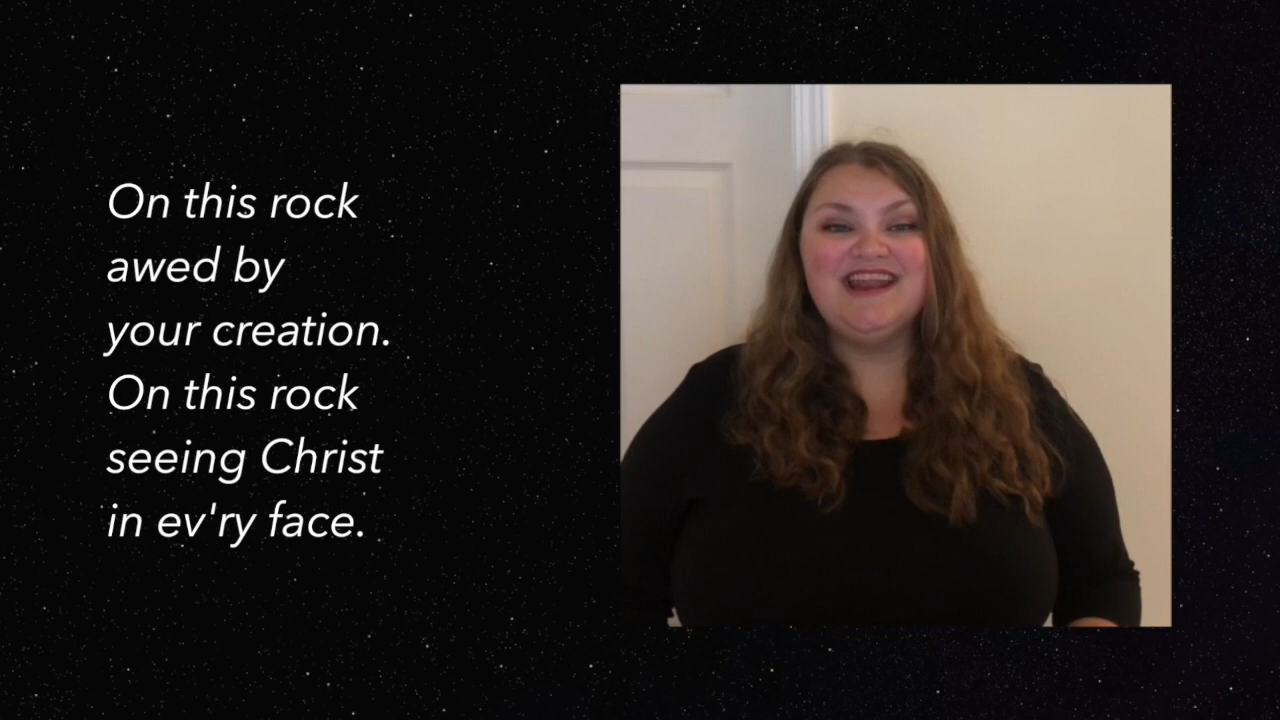 On this rock
awed by
your creation.
On this rock
seeing Christ
in ev'ry face.